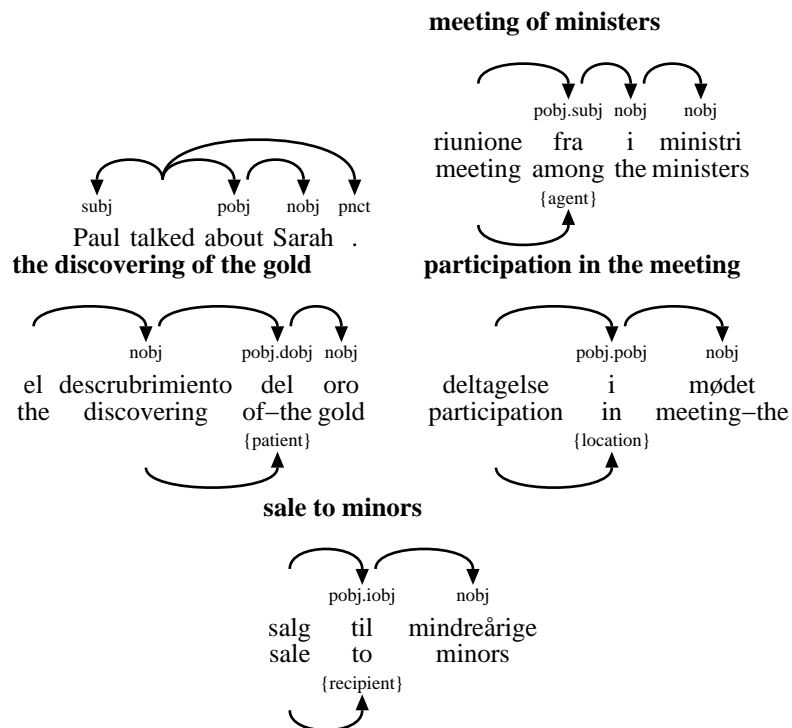 meeting of ministers
pobj.subj nobj nobj
riunione fra i ministri
meeting among the ministers
{agent}
subj pobj nobj pnct
Paul talked about Sarah .
the discovering of the gold
nobj pobj.dobj nobj
el descrubrimiento del oro
the discovering of−the gold
{patient}
participation in the meeting
pobj.pobj nobj
deltagelse i mødet
participation in meeting−the
{location}
sale to minors
pobj.iobj nobj
salg til mindreårige
sale to minors
{recipient}